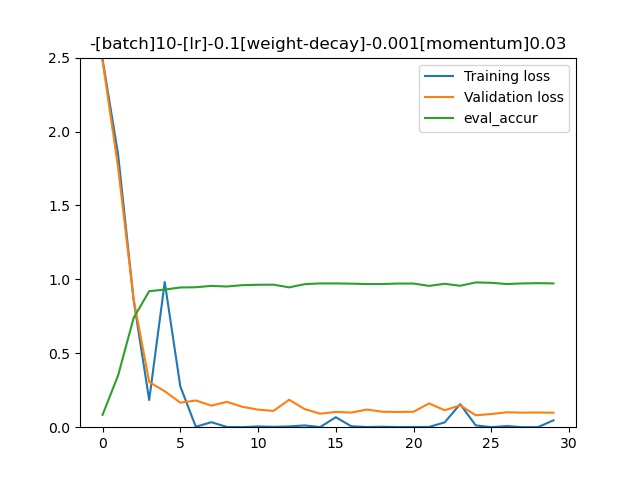 -[batch]10-[lr]-0.1[weight-decay]-0.001[momentum]0.03
Training loss
Validation loss
eval_accur
2.5
2.0
1.5
1.0
0.5
0.0
0 5 10 15 20 25 30